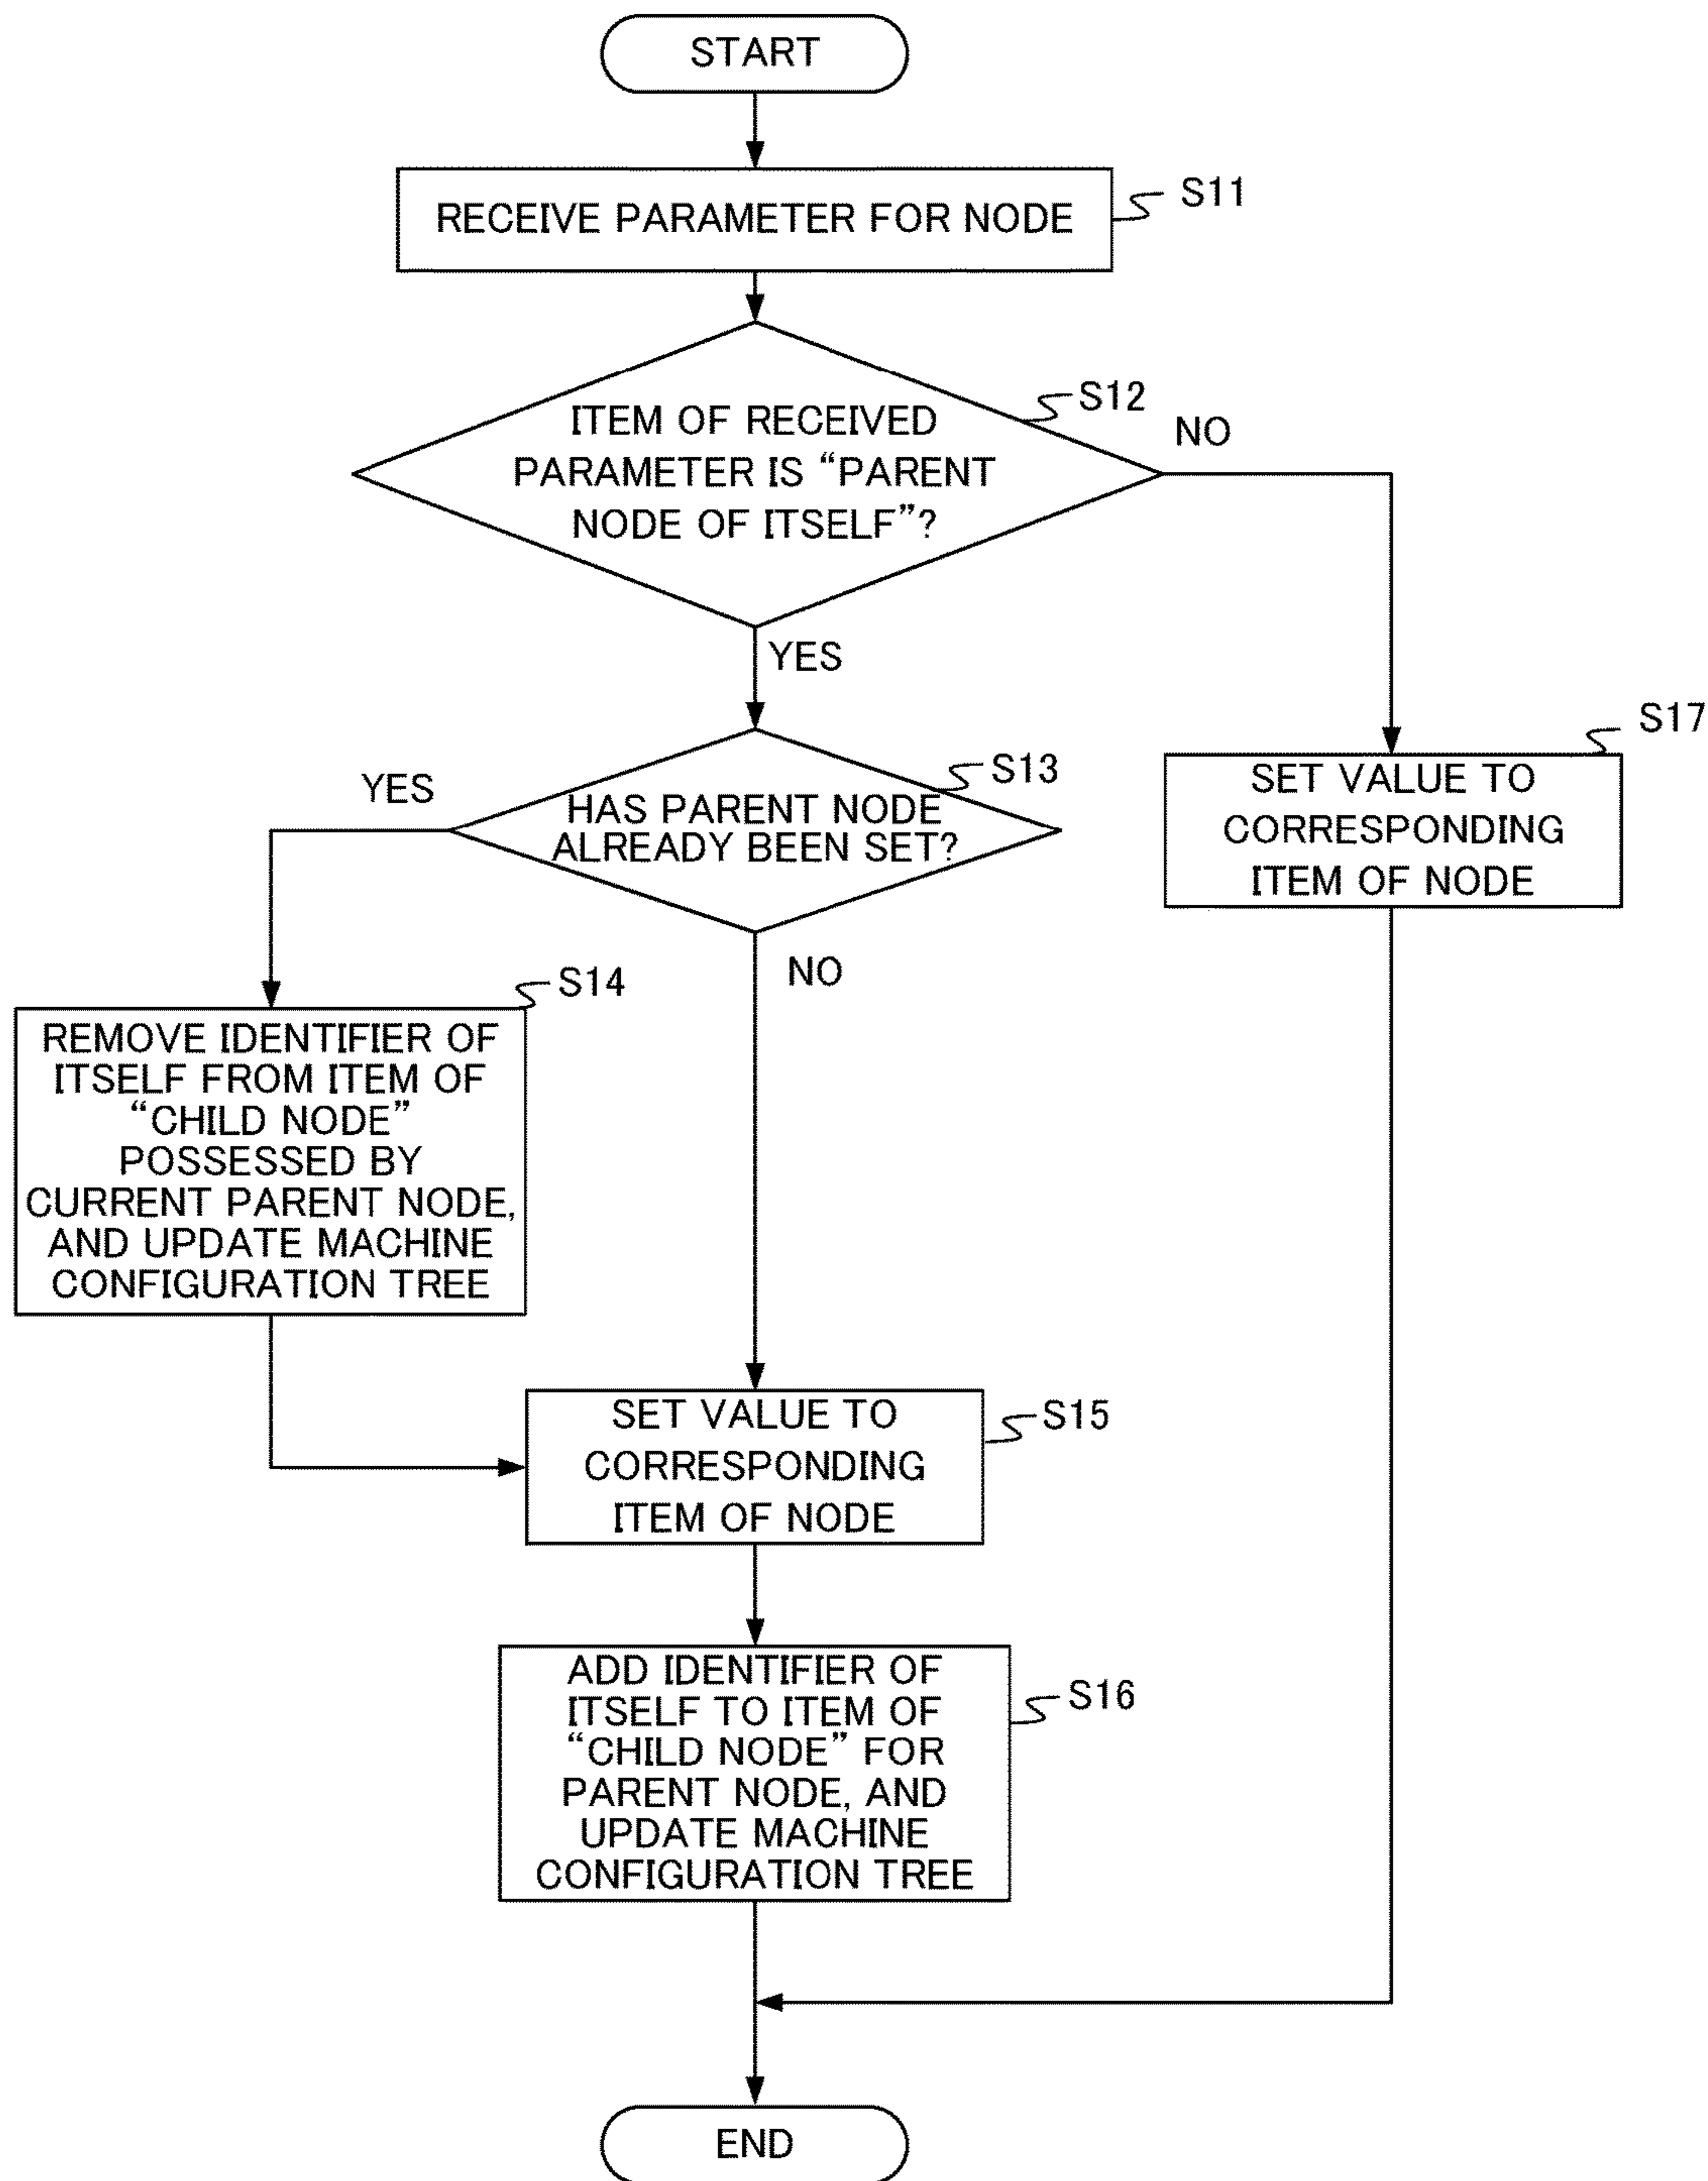 START
RECEIVE PARAMETER FOR NODE
S11
S12
ITEM OF RECEIVED
PARAMETER IS “PARENT
NODE OF ITSELF”?
NO
YES
S13
HAS PARENT NODE
ALREADY BEEN SET?
YES
NO
S17
SET VALUE TO
CORRESPONDING
ITEM OF NODE
S14
REMOVE IDENTIFIER OF
ITSELF FROM ITEM OF
“CHILD NODE”
POSSESSED BY
CURRENT PARENT NODE,
AND UPDATE MACHINE
CONFIGURATION TREE
SET VALUE TO
CORRESPONDING
ITEM OF NODE
S15
ADD IDENTIFIER OF
ITSELF TO ITEM OF
“CHILD NODE” FOR
PARENT NODE, AND
UPDATE MACHINE
CONFIGURATION TREE
S16
END